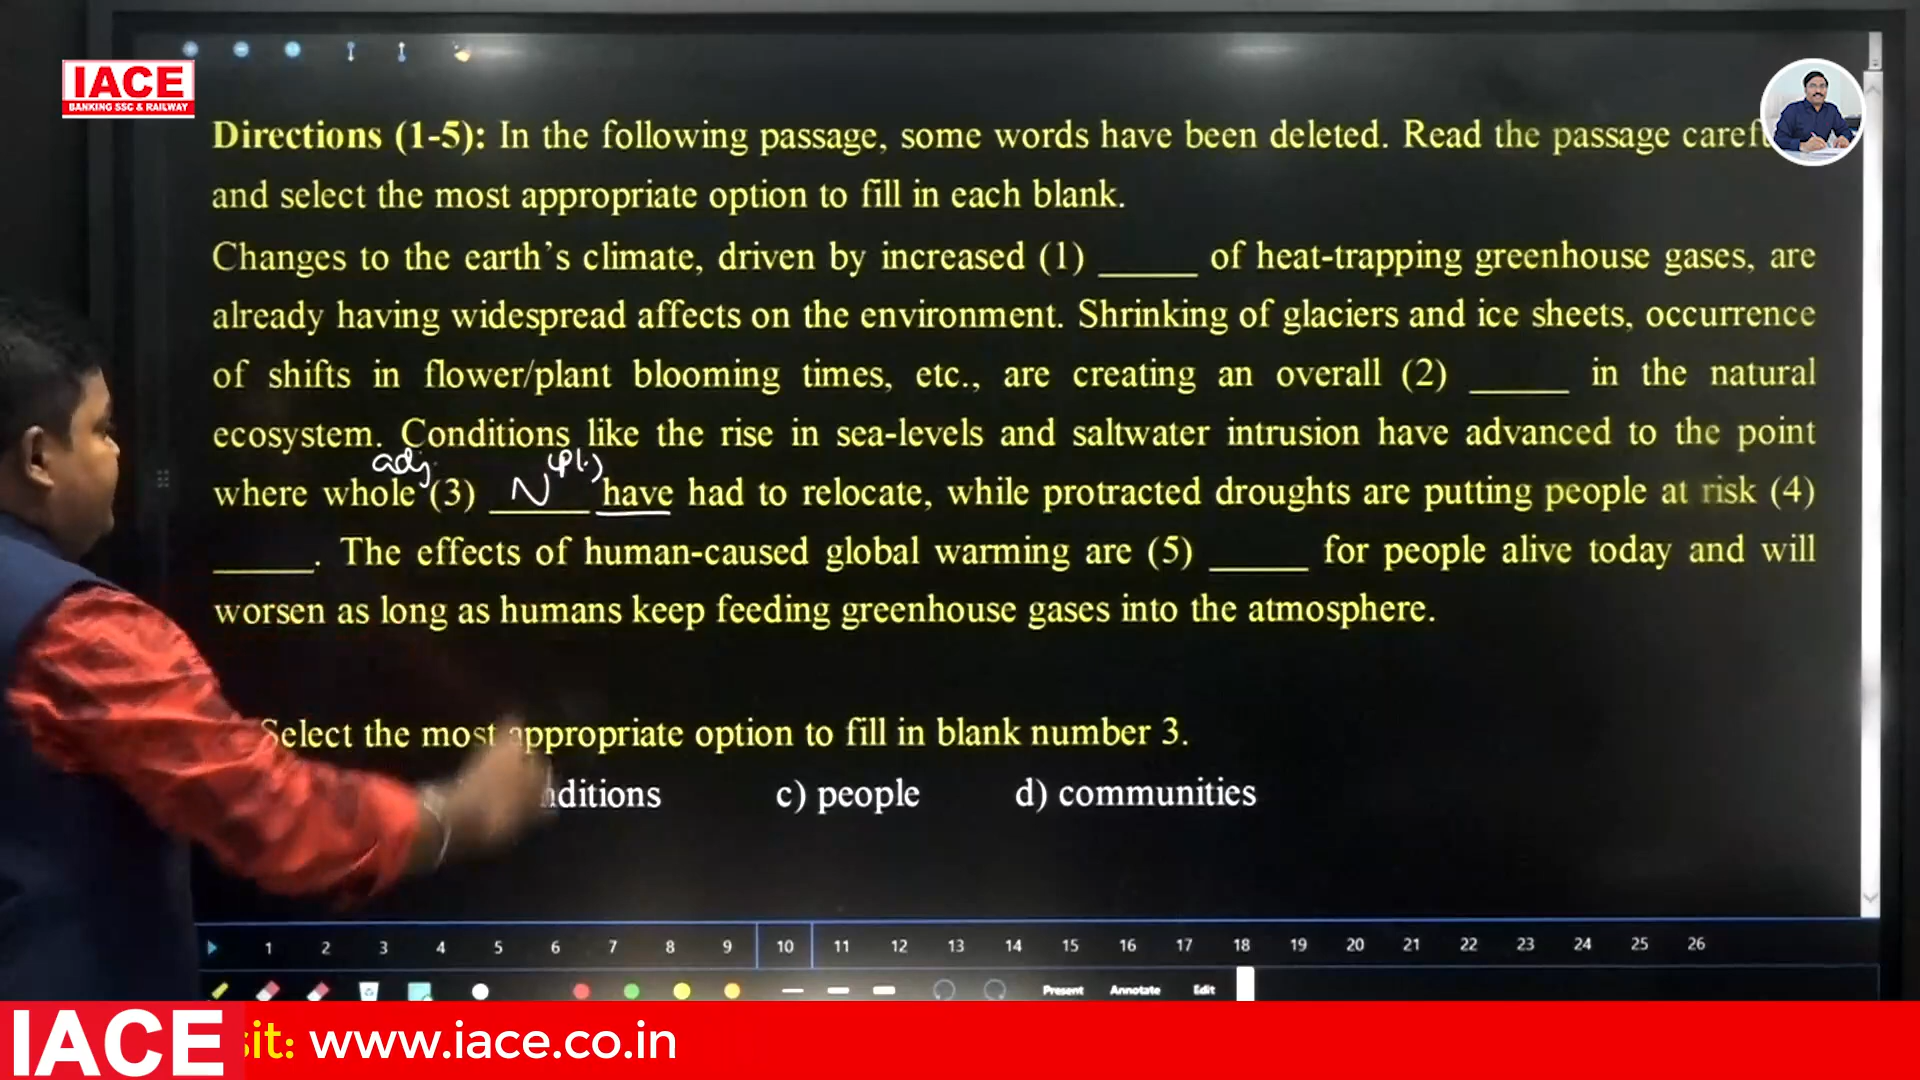 IACE
BANKING SSC & RAILWAY
Directions (1-5): In the following passage, some words have been deleted. Read the passage
and select the most appropriate option to fill in each blank.
Changes to the earth’s climate, driven by increased (1) _____ of heat-trapping greenhouse gases, are
already having widespread affects on the environment. Shrinking of glaciers and ice sheets, occurrence
of shifts in flower/plant blooming times, etc., are creating an overall (2) _____ in the natural
ecosystem. Conditions like the rise in sea-levels and saltwater intrusion have advanced to the point
adj. N (pl.)
where whole (3) _____ have had to relocate, while protracted droughts are putting people at risk (4)
_____. The effects of human-caused global warming are (5) _____ for people alive today and will
worsen as long as humans keep feeding greenhouse gases into the atmosphere.
Select the most appropriate option to fill in blank number 3.
c) people d) communities
1 2 3 4 5 6 7 8 9 10 11 12 13 14 15 16 17 18 19 20 21 22 23 24 25 26
Present Annotate Edit
IACE sit: www.iace.co.in